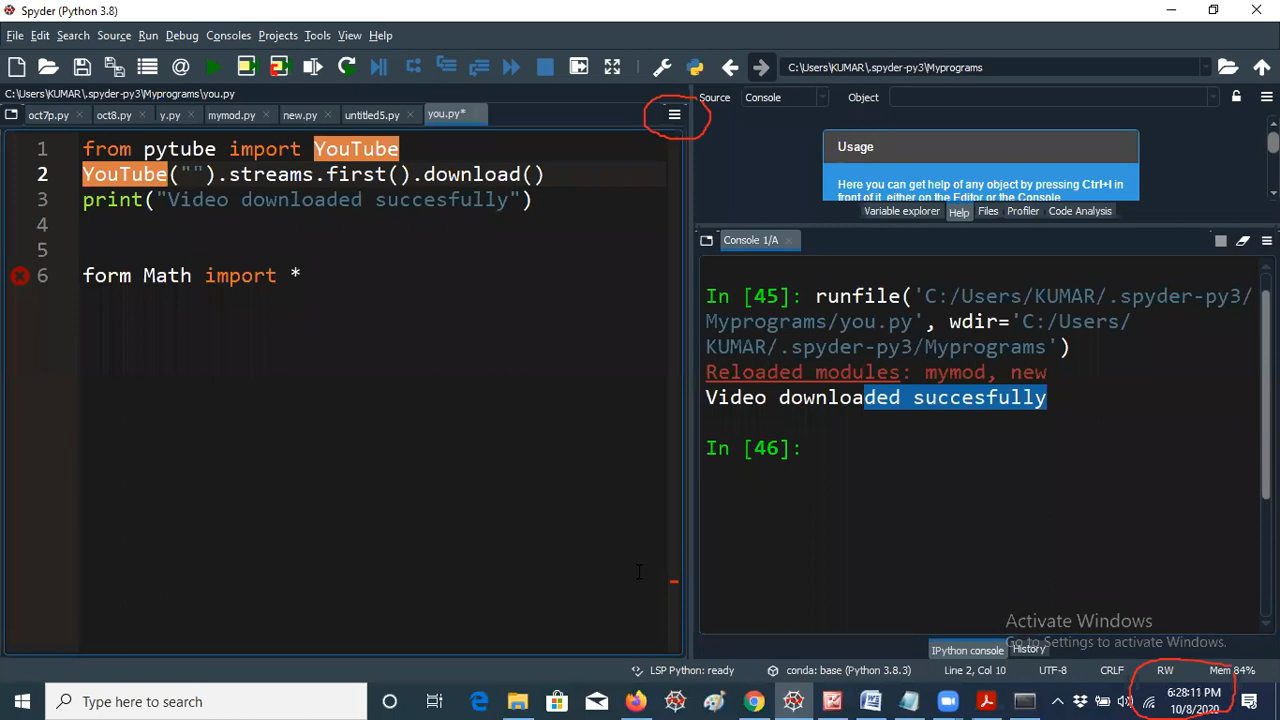 Spyder (Python 3.8)
File Edit Search Source Run Debug Consoles Projects Tools View Help
C:\Users\KUMAR\.spyder-py3\Myprograms
C:\Users\KUMAR\.spyder-py3\Myprograms\you.py
oct7p.py oct8.py y.py mymod.py new.py untitled5.py you.py*
1 from pytube import YouTube
2 YouTube("").streams.first().download()
3 print("Video downloaded succesfully")
4
5
6 form Math import *
Source Console Object
Usage
Here you can get help of any object by pressing Ctrl+I in
front of it, either on the Editor or the Console.
Variable explorer Help Files Profiler Code Analysis
Console 1/A
In [45]: runfile('C:/Users/KUMAR/.spyder-py3/
Myprograms/you.py', wdir='C:/Users/
KUMAR/.spyder-py3/Myprograms')
Reloaded modules: mymod, new
Video downloaded succesfully
In [46]:
Activate Windows
Go to Settings to activate Windows.
IPython console History
LSP Python: ready conda: base (Python 3.8.3) Line 2, Col 10 UTF-8 CRLF RW Mem 84%
Type here to search
6:28:11 PM
10/8/2020